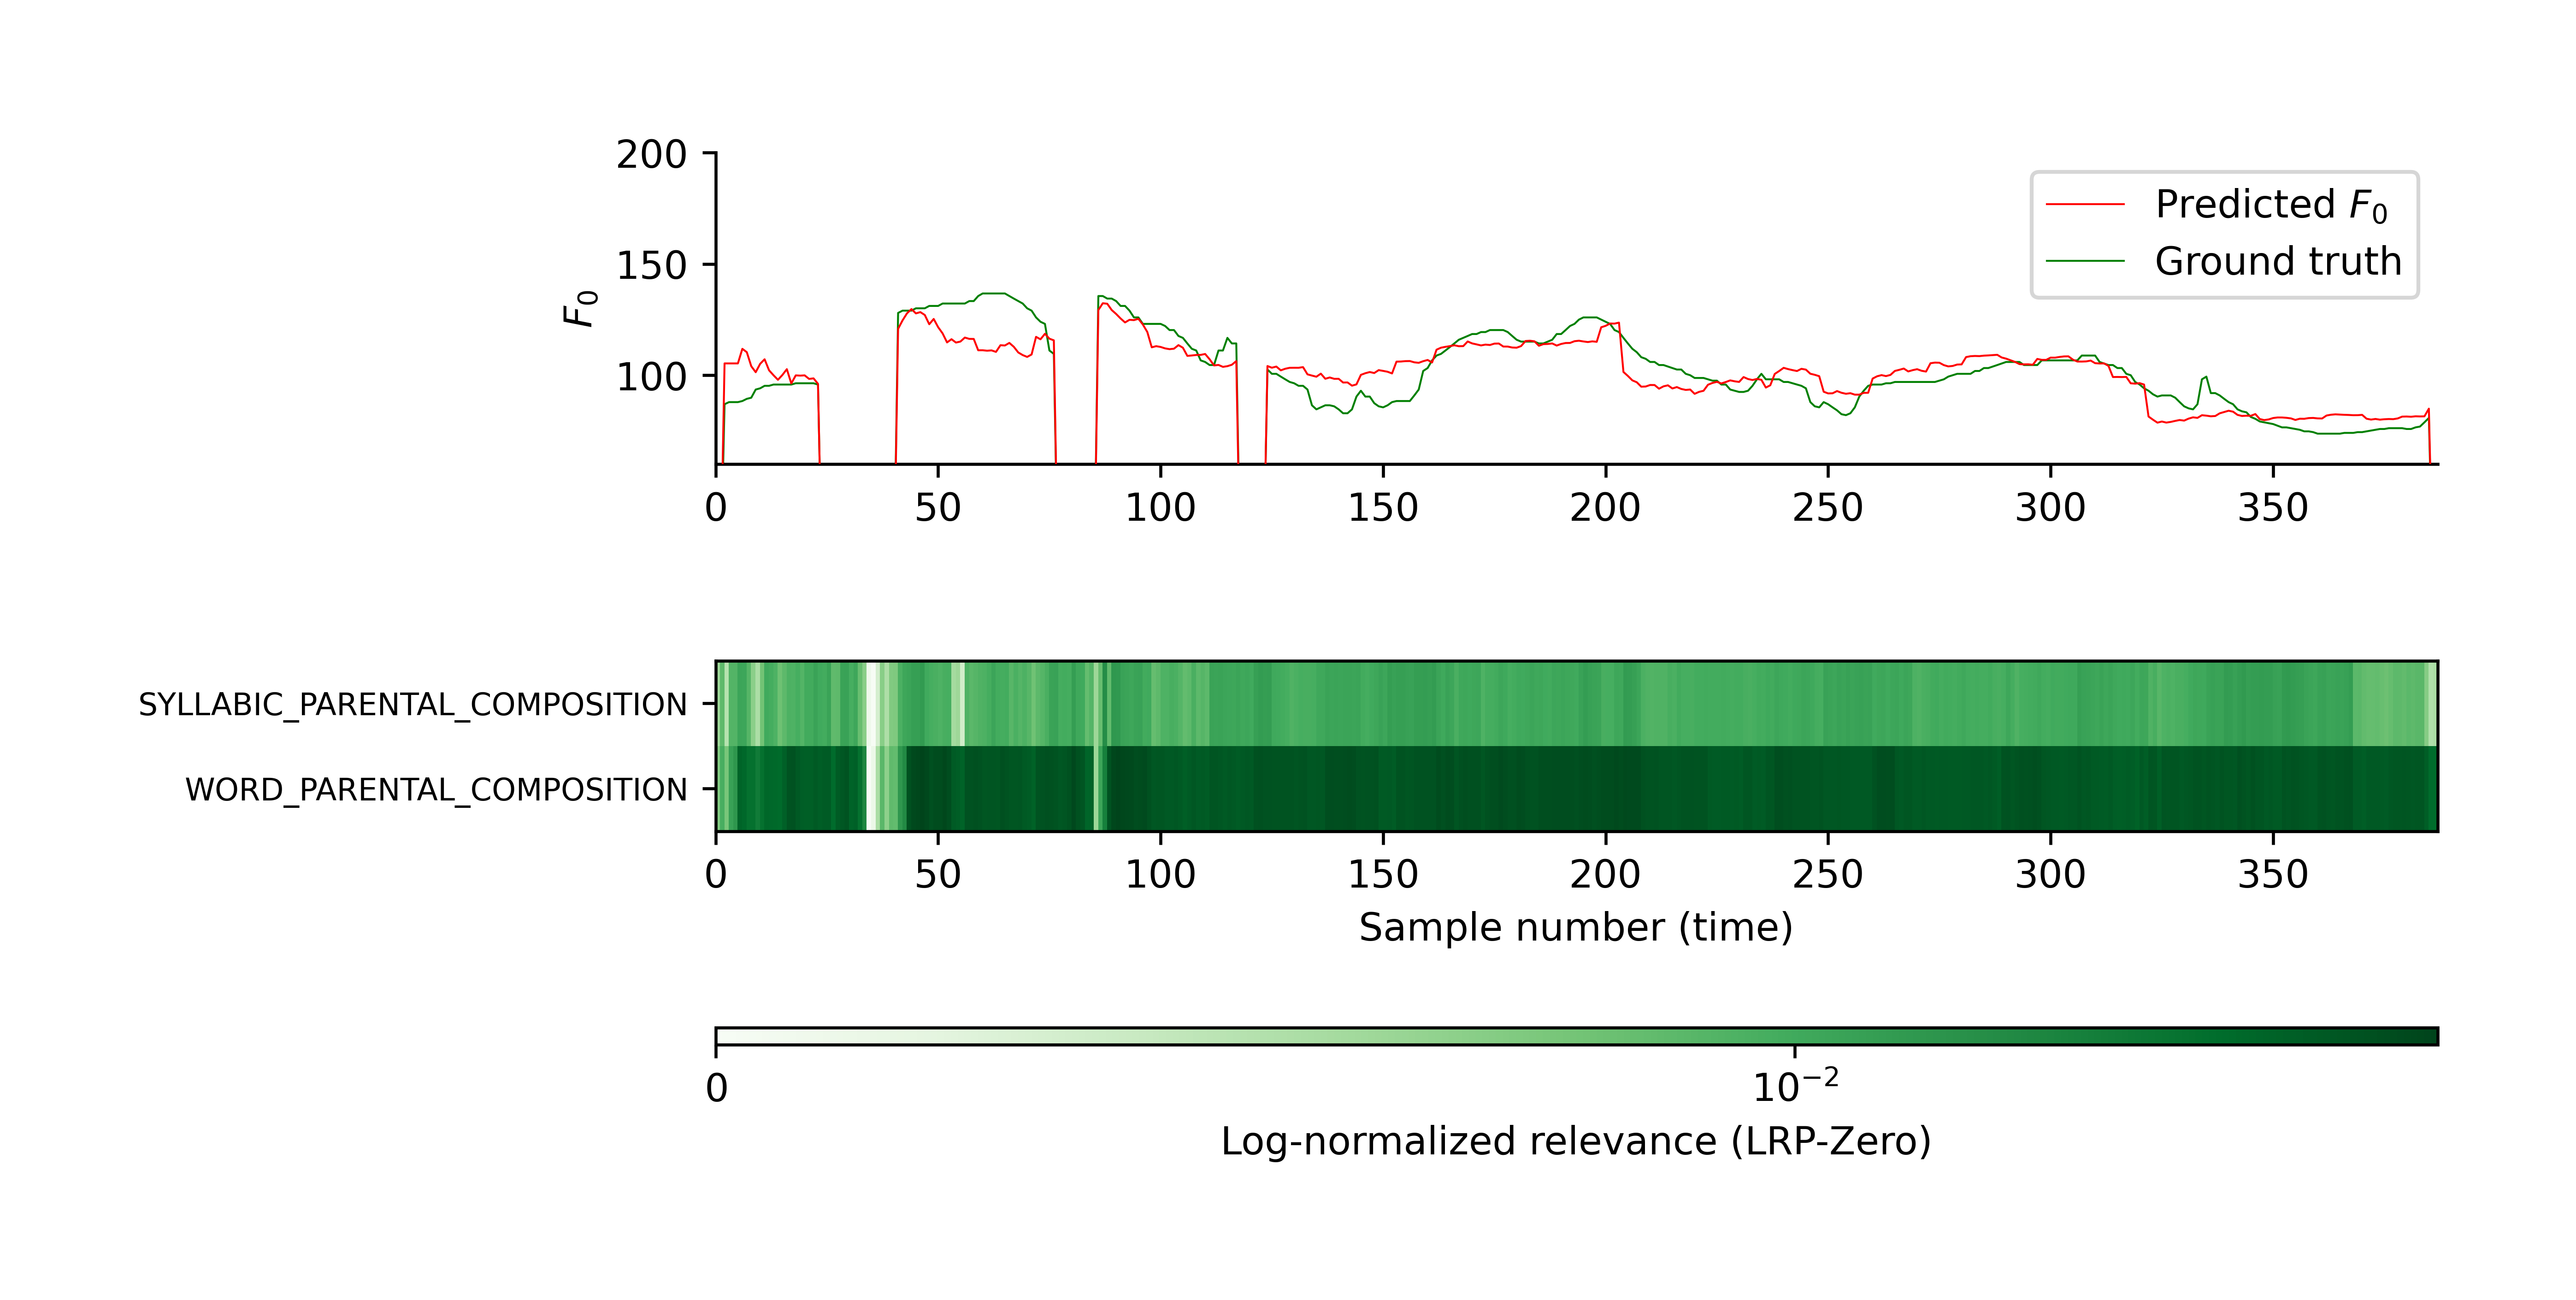 200
150
100
F0
Predicted F0
Ground truth
0 50 100 150 200 250 300 350
SYLLABIC_PARENTAL_COMPOSITION
WORD_PARENTAL_COMPOSITION
0 50 100 150 200 250 300 350
Sample number (time)
0 10−2
Log-normalized relevance (LRP-Zero)